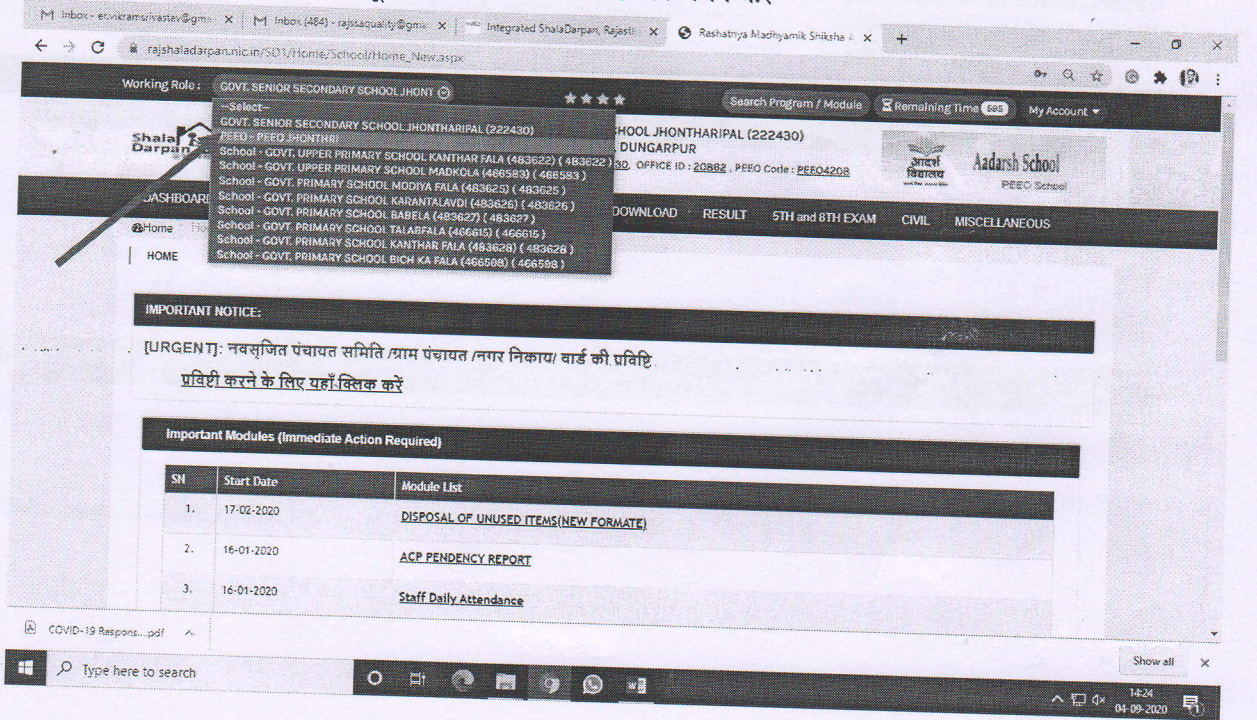 Inbox - er.vikramsrivastav@gma
Inbox (484) - rajssaquality@gma
Integrated ShalaDarpan, Rajasth
Rashatriya Madhyamik Shiksha A
rajshaladarpan.nic.in/SD1/Home/School/Home_New.aspx
Working Role : GOVT. SENIOR SECONDARY SCHOOL JHONT
Search Program / Module
Remaining Time 595
My Account
--Select--
GOVT. SENIOR SECONDARY SCHOOL JHONTHARIPAL (222430)
PEEO - PEEO JHONTHRI
School - GOVT. UPPER PRIMARY SCHOOL KANTHAR FALA (483622) ( 483622 )
School - GOVT. UPPER PRIMARY SCHOOL MADKOLA (466583) ( 466583 )
School - GOVT. PRIMARY SCHOOL MODIYA FALA (483625) ( 483625 )
School - GOVT. PRIMARY SCHOOL KARANTALAVDI (483626) ( 483626 )
School - GOVT. PRIMARY SCHOOL BABELA (483627) ( 483627 )
School - GOVT. PRIMARY SCHOOL TALABFALA (466615) ( 466615 )
School - GOVT. PRIMARY SCHOOL KANTHAR FALA (483628) ( 483628 )
School - GOVT. PRIMARY SCHOOL BICH KA FALA (466598) ( 466598 )
Shala
Darpan
HOOL JHONTHARIPAL (222430)
DUNGARPUR
30, OFFICE ID : 20862 , PEEO Code : PEEO4208
आदर्श
विद्यालय
Aadarsh School
PEEO School
DASHBOARD
DOWNLOAD RESULT 5TH and 8TH EXAM CIVIL MISCELLANEOUS
Home
HOME
IMPORTANT NOTICE:
[URGENT]: नवसृजित पंचायत समिति /ग्राम पंचायत /नगर निकाय/ वार्ड की प्रविष्टि
प्रविष्टी करने के लिए यहाँ क्लिक करें
Important Modules (Immediate Action Required)
SN Start Date Module List
1. 17-02-2020 DISPOSAL OF UNUSED ITEMS(NEW FORMATE)
2. 16-01-2020 ACP PENDENCY REPORT
3. 16-01-2020 Staff Daily Attendance
COVID-19 Respons....pdf
Show all
Type here to search
14:24
04-09-2020